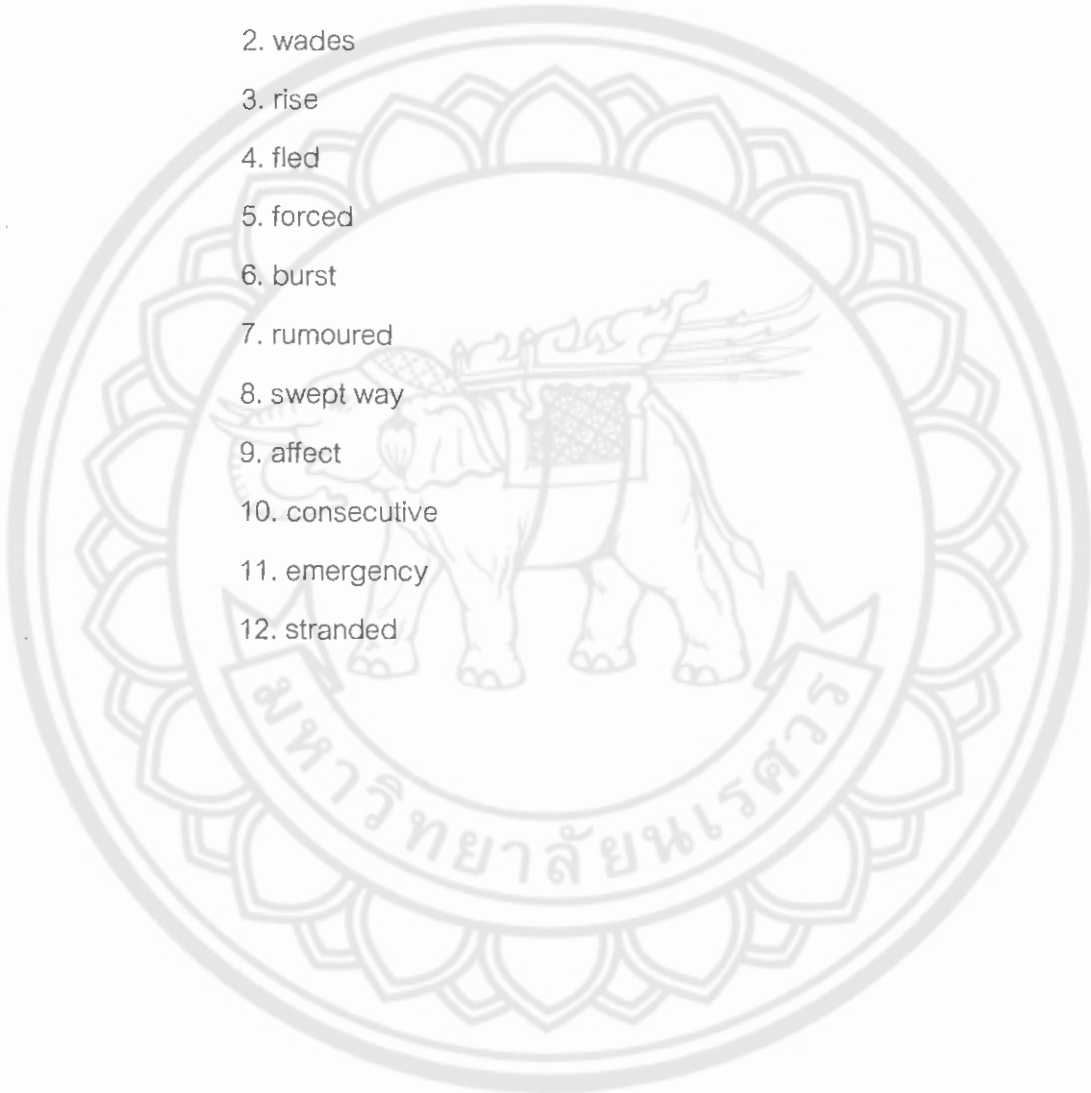 2. wades
3. rise
4. fled
5. forced
6. burst
7. rumoured
8. swept way
9. affect
10. consecutive
11. emergency
12. stranded
มหาวิทยาลัยนเรศวร